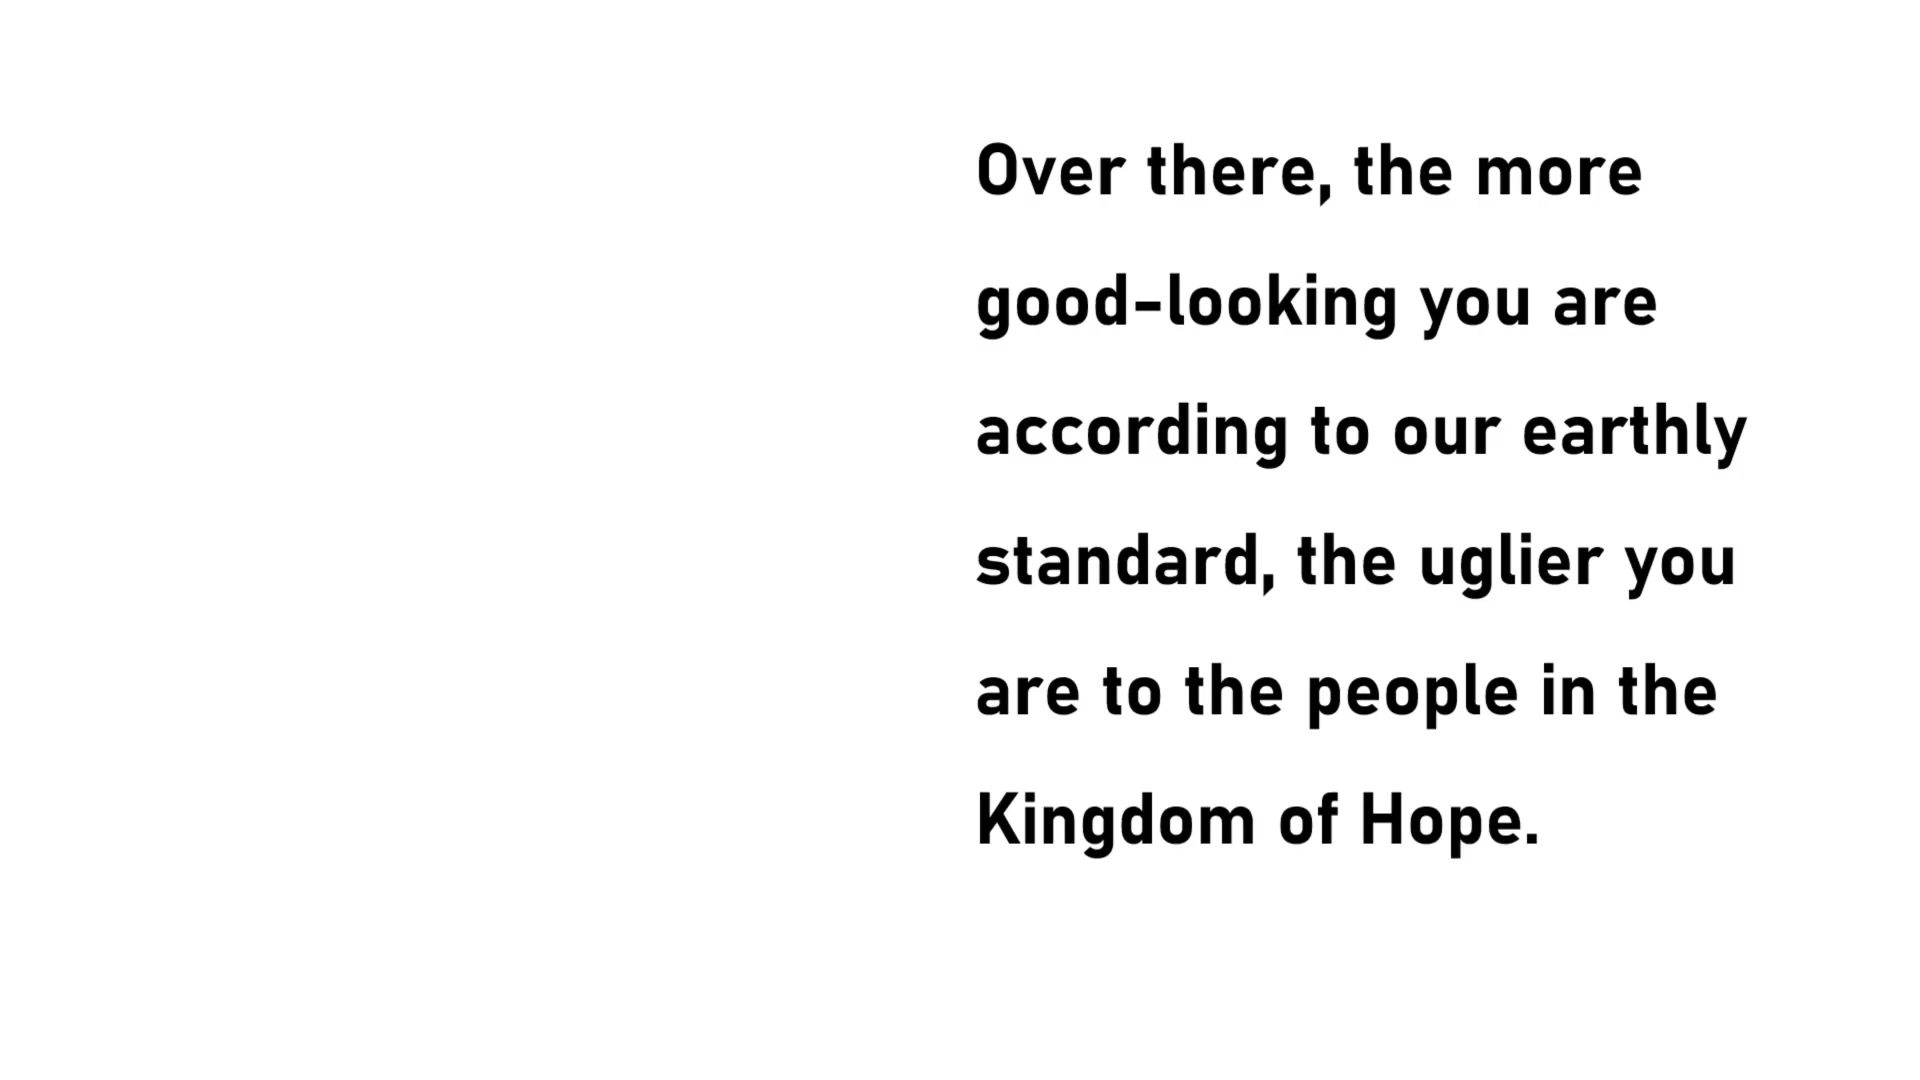 Over there, the more
good-looking you are
according to our earthly
standard, the uglier you
are to the people in the
Kingdom of Hope.